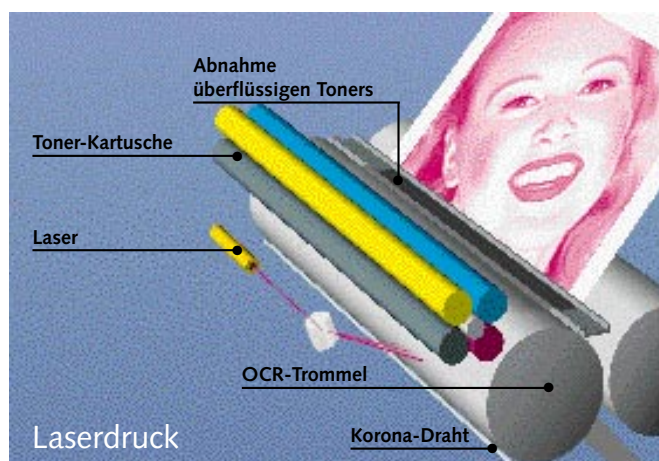 Abnahme
überflüssigen Toners
Toner-Kartusche
Laser
OCR-Trommel
Korona-Draht
Laserdruck